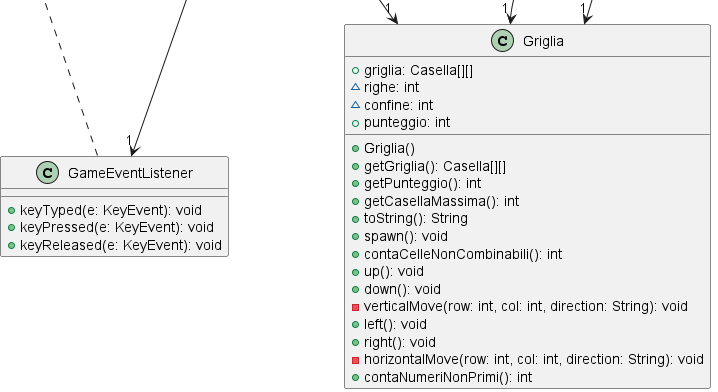 1
1
1
C Griglia
griglia: Casella[][]
righe: int
confine: int
punteggio: int
Griglia()
getGriglia(): Casella[][]
getPunteggio(): int
getCasellaMassima(): int
toString(): String
spawn(): void
contaCelleNonCombinabili(): int
up(): void
down(): void
verticalMove(row: int, col: int, direction: String): void
left(): void
right(): void
horizontalMove(row: int, col: int, direction: String): void
contaNumeriNonPrimi(): int
1
C GameEventListener
keyTyped(e: KeyEvent): void
keyPressed(e: KeyEvent): void
keyReleased(e: KeyEvent): void